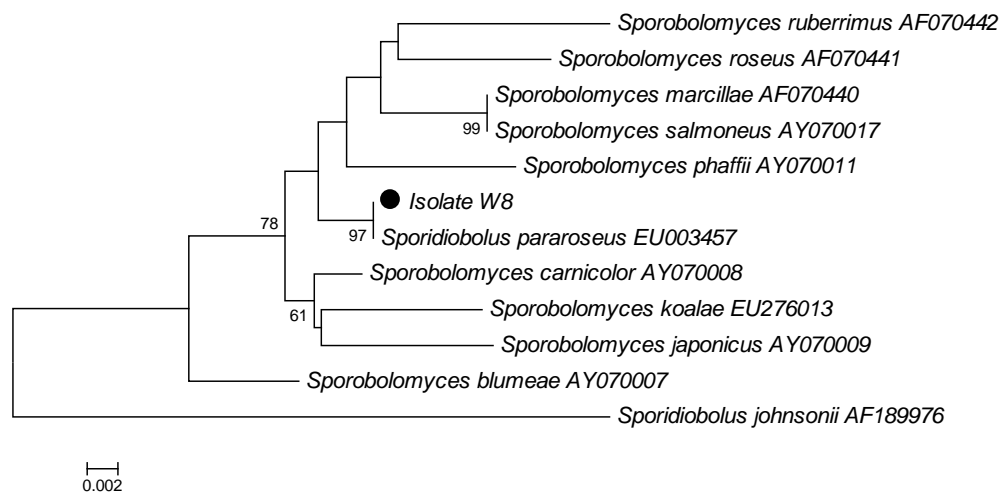 Sporobolomyces ruberrimus AF070442
Sporobolomyces roseus AF070441
Sporobolomyces marcillae AF070440
99
Sporobolomyces salmoneus AY070017
Sporobolomyces phaffii AY070011
Isolate W8
78
97
Sporidiobolus pararoseus EU003457
Sporobolomyces carnicolor AY070008
61
Sporobolomyces koalae EU276013
Sporobolomyces japonicus AY070009
Sporobolomyces blumeae AY070007
Sporidiobolus johnsonii AF189976
0.002